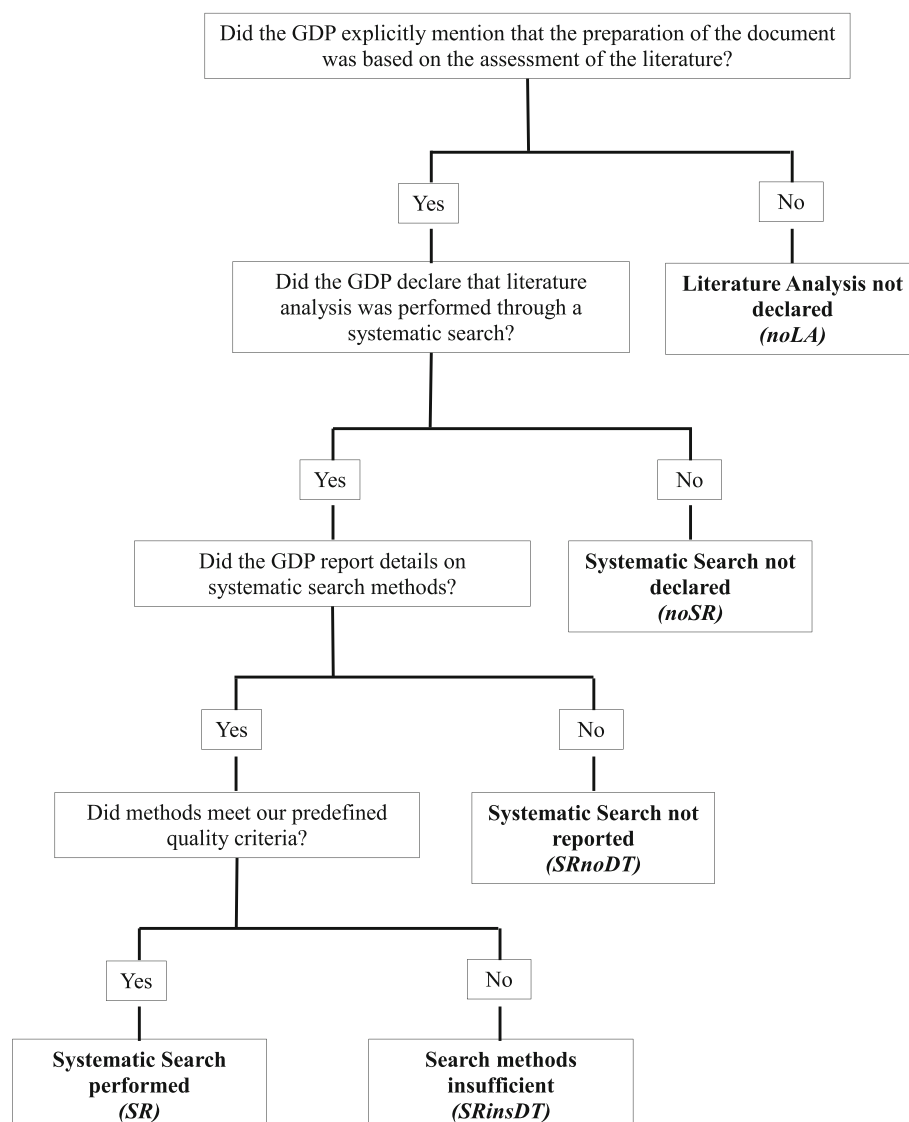 Did the GDP explicitly mention that the preparation of the document
was based on the assessment of the literature?
Yes
No
Did the GDP declare that literature
analysis was performed through a
systematic search?
Literature Analysis not
declared
(noLA)
Yes
No
Did the GDP report details on
systematic search methods?
Systematic Search not
declared
(noSR)
Yes
No
Did methods meet our predefined
quality criteria?
Systematic Search not
reported
(SRnoDT)
Yes
No
Systematic Search
performed
(SR)
Search methods
insufficient
(SRinsDT)